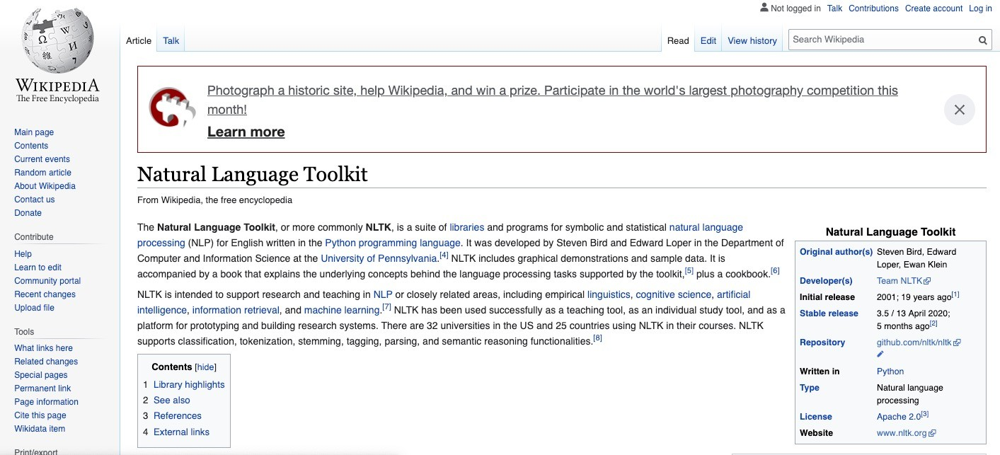 Not logged in Talk Contributions Create account Log in
Article Talk Read Edit View history Search Wikipedia
Ω W И 維 7
WIKIPEDIA
The Free Encyclopedia
Main page
Contents
Current events
Random article
About Wikipedia
Contact us
Donate
Contribute
Help
Learn to edit
Community portal
Recent changes
Upload file
Tools
What links here
Related changes
Special pages
Permanent link
Page information
Cite this page
Wikidata item
Print/export
Photograph a historic site, help Wikipedia, and win a prize. Participate in the world's largest photography competition this
month!
Learn more
Natural Language Toolkit
From Wikipedia, the free encyclopedia
The Natural Language Toolkit, or more commonly NLTK, is a suite of libraries and programs for symbolic and statistical natural language
processing (NLP) for English written in the Python programming language. It was developed by Steven Bird and Edward Loper in the Department of
Computer and Information Science at the University of Pennsylvania.[4] NLTK includes graphical demonstrations and sample data. It is
accompanied by a book that explains the underlying concepts behind the language processing tasks supported by the toolkit,[5] plus a cookbook.[6]
NLTK is intended to support research and teaching in NLP or closely related areas, including empirical linguistics, cognitive science, artificial
intelligence, information retrieval, and machine learning.[7] NLTK has been used successfully as a teaching tool, as an individual study tool, and as a
platform for prototyping and building research systems. There are 32 universities in the US and 25 countries using NLTK in their courses. NLTK
supports classification, tokenization, stemming, tagging, parsing, and semantic reasoning functionalities.[8]
Contents [hide]
1 Library highlights
2 See also
3 References
4 External links
Natural Language Toolkit
Original author(s) Steven Bird, Edward
Loper, Ewan Klein
Developer(s) Team NLTK
Initial release 2001; 19 years ago[1]
Stable release 3.5 / 13 April 2020;
5 months ago[2]
Repository github.com/nltk/nltk
Written in Python
Type Natural language
processing
License Apache 2.0[3]
Website www.nltk.org